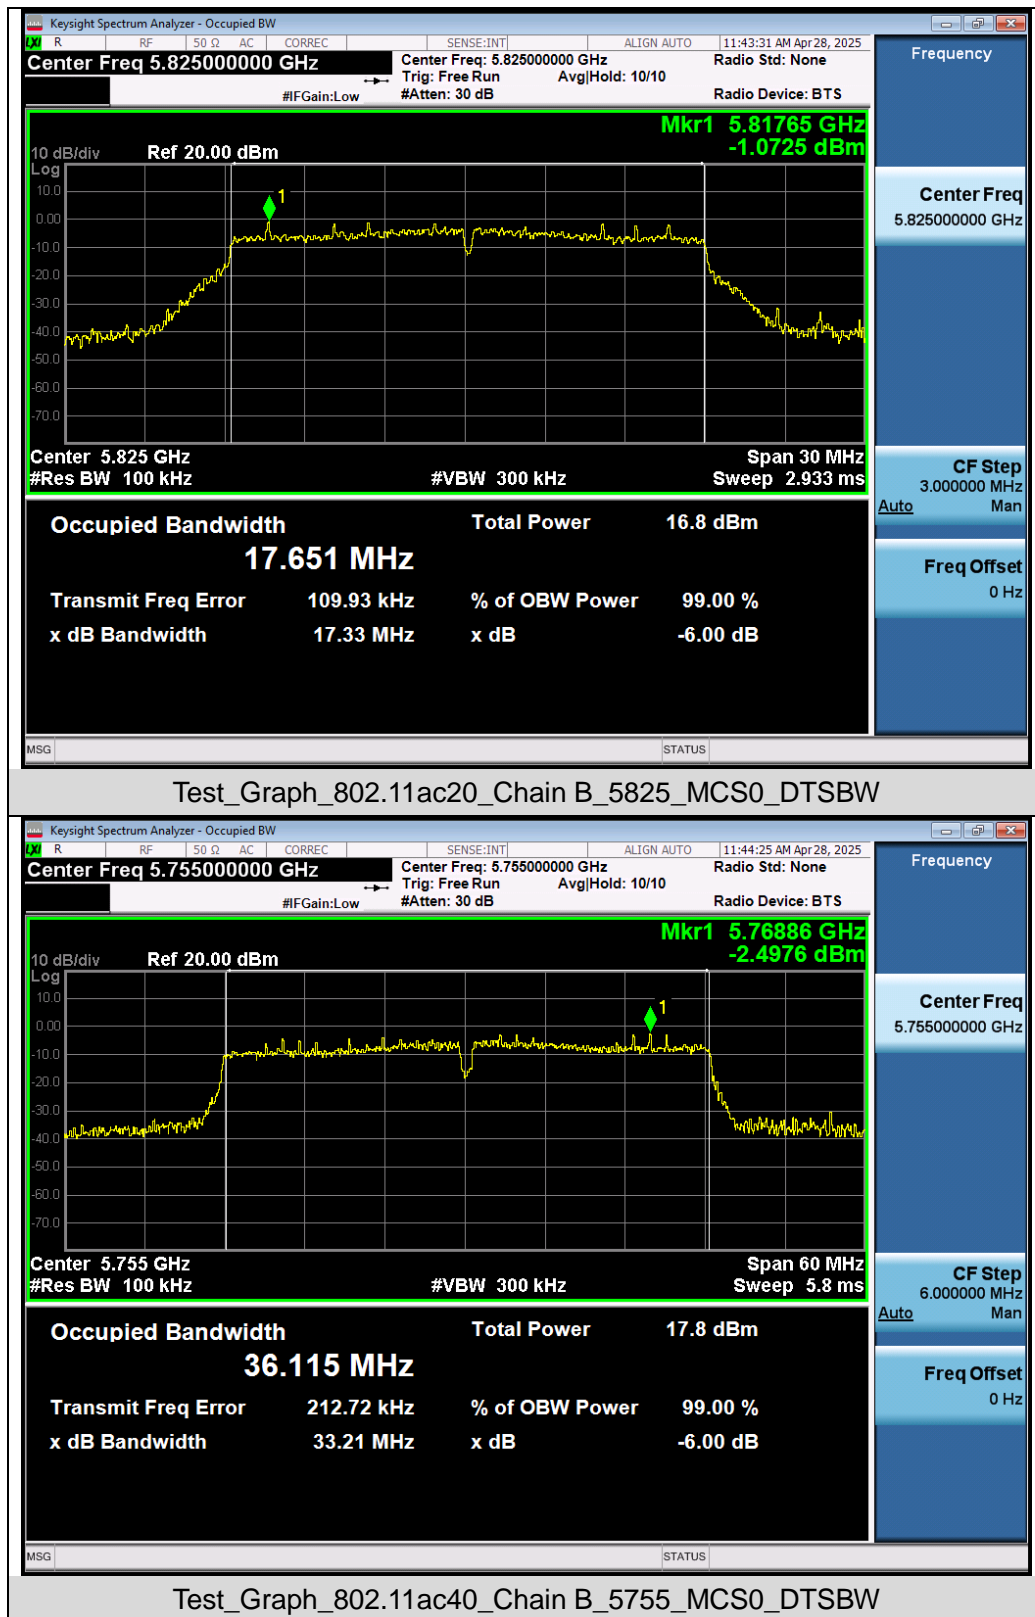 Keysight Spectrum Analyzer - Occupied BW
LXI R RF 50 Ω AC CORREC SENSE:INT ALIGN AUTO 11:43:31 AM Apr 28, 2025
Center Freq 5.825000000 GHz
Center Freq: 5.825000000 GHz
Radio Std: None
Trig: Free Run Avg|Hold: 10/10
#IFGain:Low
#Atten: 30 dB
Radio Device: BTS
Frequency
Mkr1 5.81765 GHz
-1.0725 dBm
10 dB/div Ref 20.00 dBm
Log
10.0
0.00
-10.0
-20.0
-30.0
-40.0
-50.0
-60.0
-70.0
1
Center Freq
5.825000000 GHz
Center 5.825 GHz Span 30 MHz
#Res BW 100 kHz #VBW 300 kHz Sweep 2.933 ms
CF Step
3.000000 MHz
Auto Man
Freq Offset
0 Hz
Occupied Bandwidth Total Power 16.8 dBm
17.651 MHz
Transmit Freq Error 109.93 kHz % of OBW Power 99.00 %
x dB Bandwidth 17.33 MHz x dB -6.00 dB
MSG STATUS
Test_Graph_802.11ac20_Chain B_5825_MCS0_DTSBW
Keysight Spectrum Analyzer - Occupied BW
LXI R RF 50 Ω AC CORREC SENSE:INT ALIGN AUTO 11:44:25 AM Apr 28, 2025
Center Freq 5.755000000 GHz
Center Freq: 5.755000000 GHz
Radio Std: None
Trig: Free Run Avg|Hold: 10/10
#IFGain:Low
#Atten: 30 dB
Radio Device: BTS
Frequency
Mkr1 5.76886 GHz
-2.4976 dBm
10 dB/div Ref 20.00 dBm
Log
10.0
0.00
-10.0
-20.0
-30.0
-40.0
-50.0
-60.0
-70.0
1
Center Freq
5.755000000 GHz
Center 5.755 GHz Span 60 MHz
#Res BW 100 kHz #VBW 300 kHz Sweep 5.8 ms
CF Step
6.000000 MHz
Auto Man
Freq Offset
0 Hz
Occupied Bandwidth Total Power 17.8 dBm
36.115 MHz
Transmit Freq Error 212.72 kHz % of OBW Power 99.00 %
x dB Bandwidth 33.21 MHz x dB -6.00 dB
MSG STATUS
Test_Graph_802.11ac40_Chain B_5755_MCS0_DTSBW